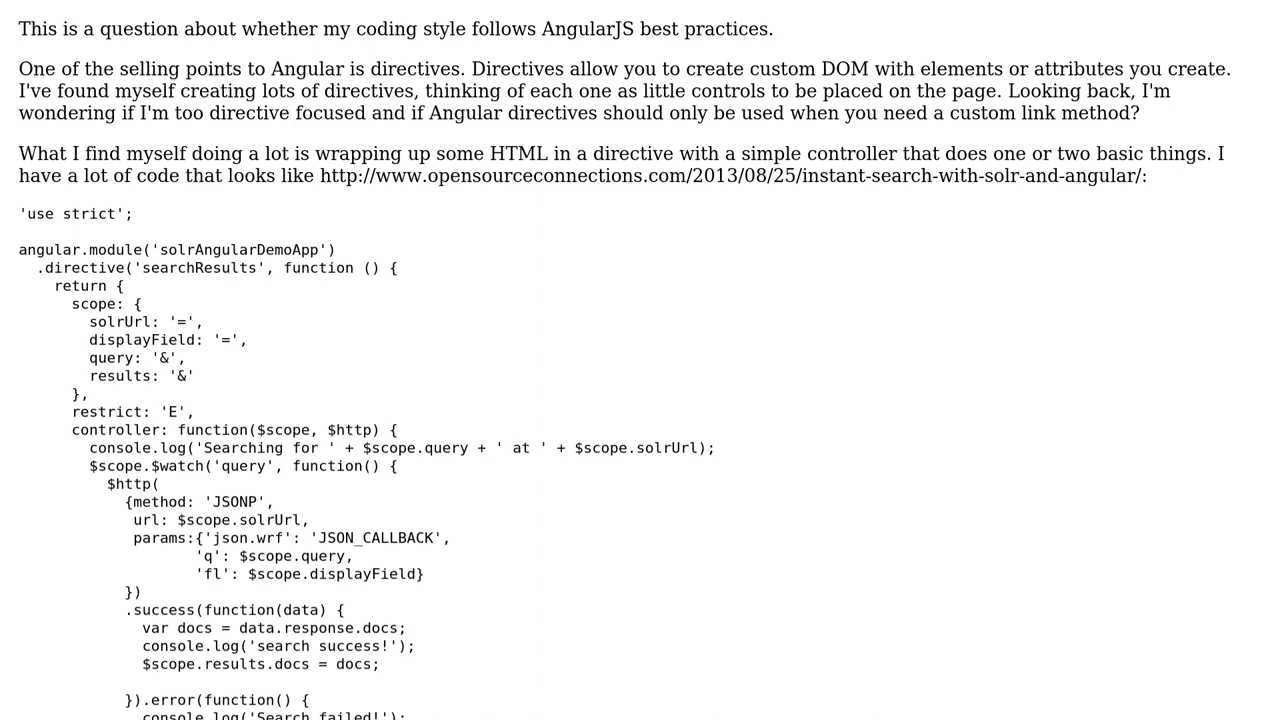 This is a question about whether my coding style follows AngularJS best practices.
One of the selling points to Angular is directives. Directives allow you to create custom DOM with elements or attributes you create.
I've found myself creating lots of directives, thinking of each one as little controls to be placed on the page. Looking back, I'm
wondering if I'm too directive focused and if Angular directives should only be used when you need a custom link method?
What I find myself doing a lot is wrapping up some HTML in a directive with a simple controller that does one or two basic things. I
have a lot of code that looks like http://www.opensourceconnections.com/2013/08/25/instant-search-with-solr-and-angular/:
'use strict';
angular.module('solrAngularDemoApp')
  .directive('searchResults', function () {
    return {
      scope: {
        solrUrl: '=',
        displayField: '=',
        query: '&',
        results: '&'
      },
      restrict: 'E',
      controller: function($scope, $http) {
        console.log('Searching for ' + $scope.query + ' at ' + $scope.solrUrl);
        $scope.$watch('query', function() {
          $http(
            {method: 'JSONP',
             url: $scope.solrUrl,
             params:{'json.wrf': 'JSON_CALLBACK',
                    'q': $scope.query,
                    'fl': $scope.displayField}
            })
            .success(function(data) {
              var docs = data.response.docs;
              console.log('search success!');
              $scope.results.docs = docs;
            }).error(function() {
              console.log('Search failed!');